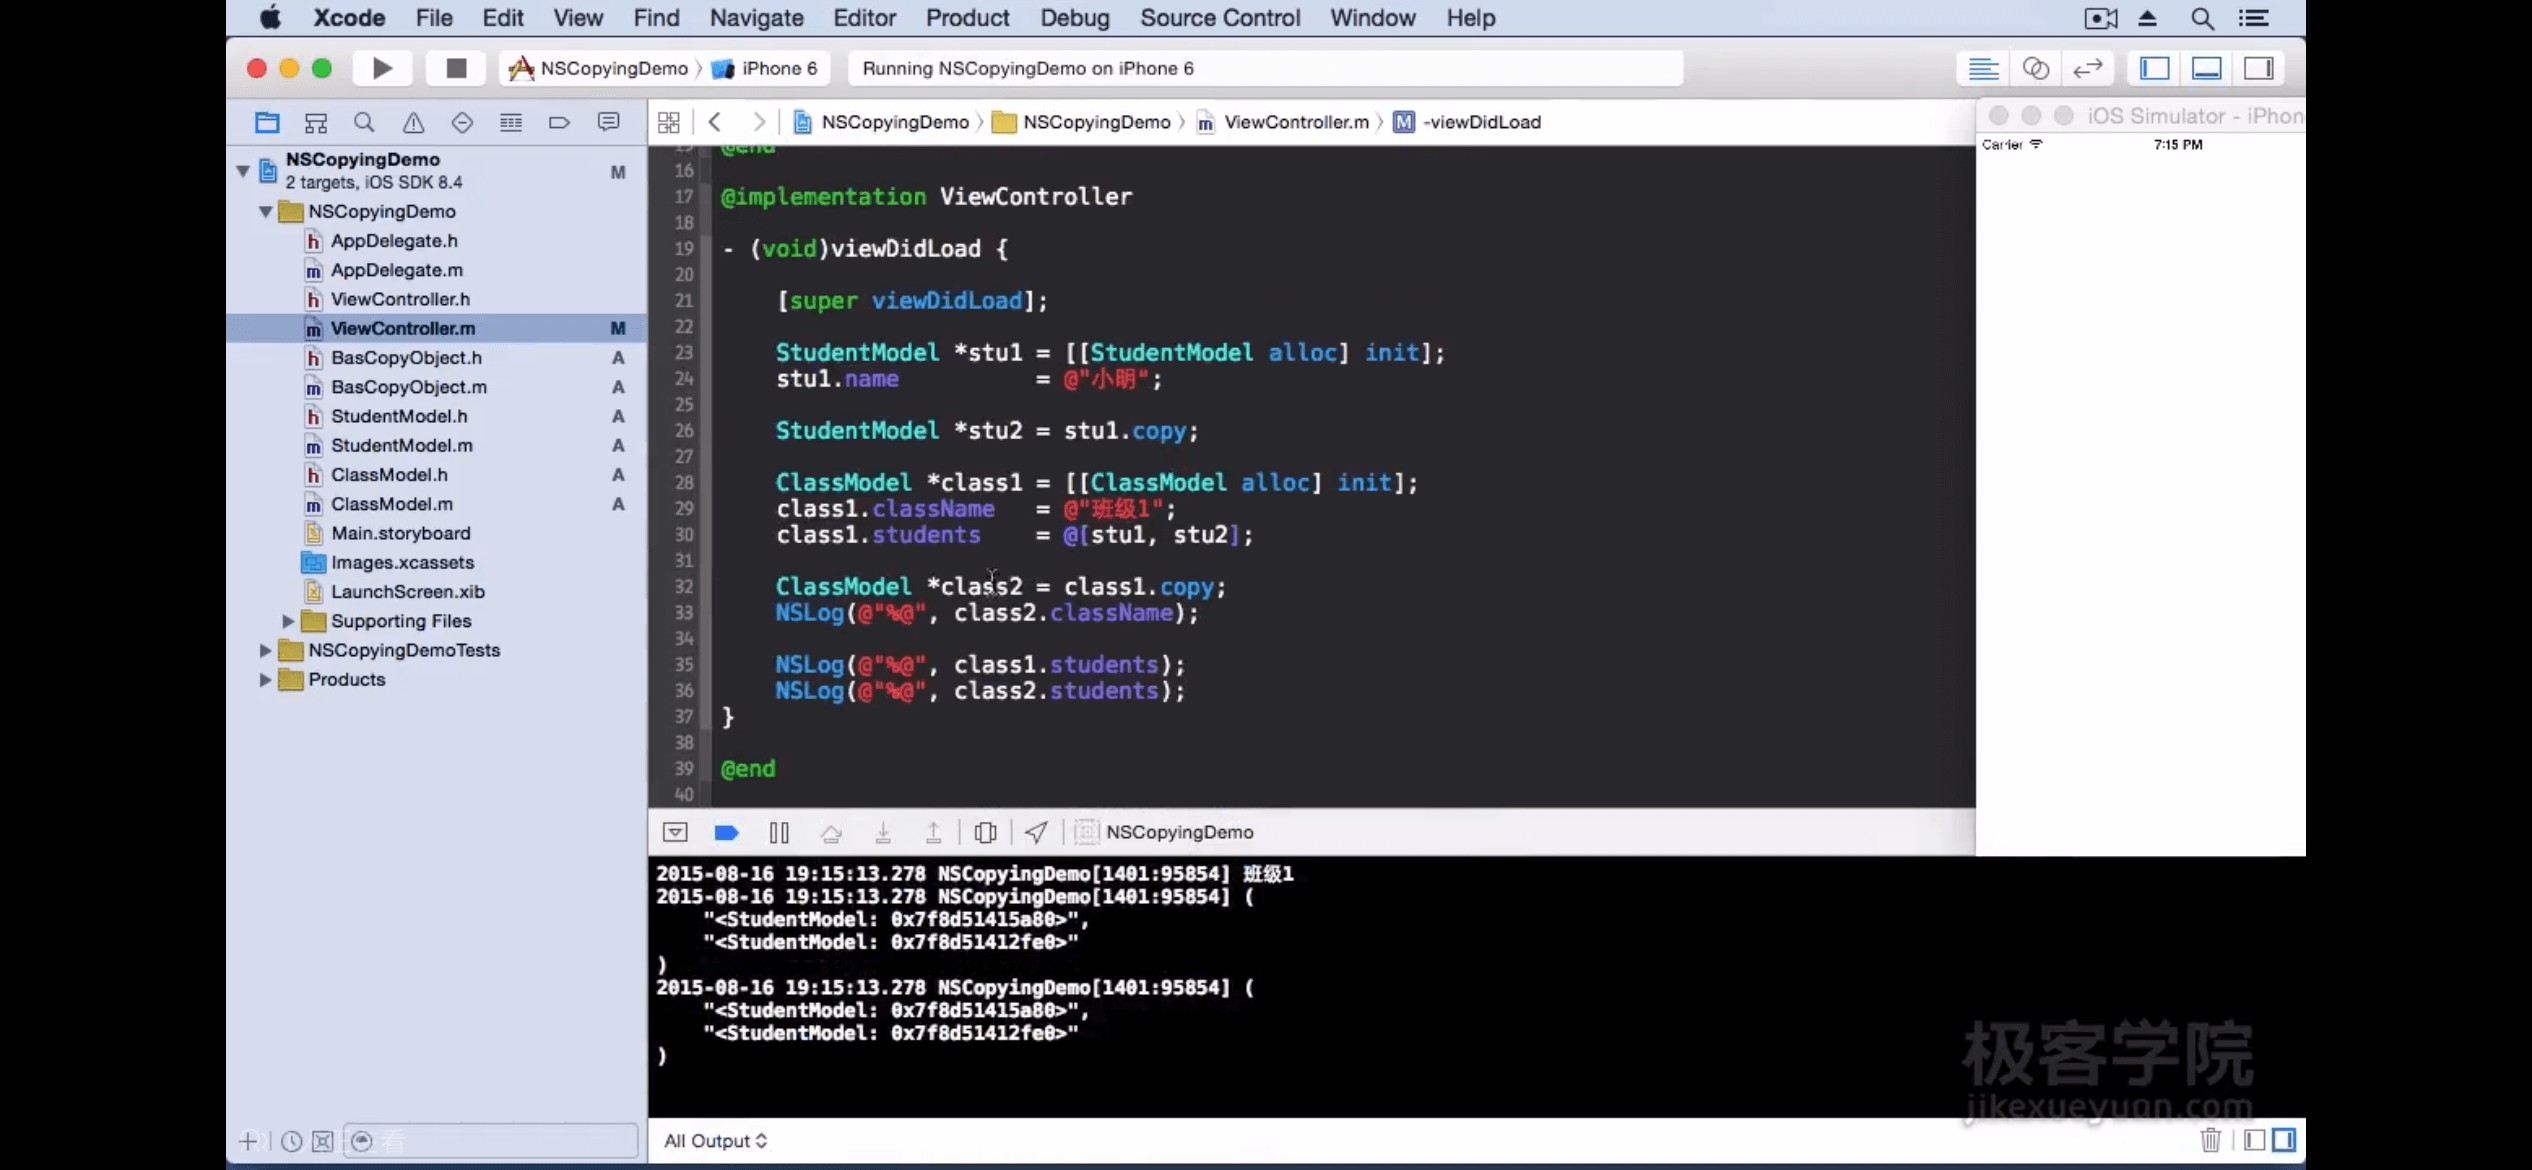 Xcode File Edit View Find Navigate Editor Product Debug Source Control Window Help
NSCopyingDemo 〉 iPhone 6
Running NSCopyingDemo on iPhone 6
NSCopyingDemo 〉 NSCopyingDemo 〉 ViewController.m 〉 M -viewDidLoad
iOS Simulator - iPhon
Carrier 7:15 PM
NSCopyingDemo M
2 targets, iOS SDK 8.4
NSCopyingDemo
h AppDelegate.h
m AppDelegate.m
h ViewController.h
m ViewController.m M
h BasCopyObject.h A
m BasCopyObject.m A
h StudentModel.h A
m StudentModel.m A
h ClassModel.h A
m ClassModel.m A
Main.storyboard
Images.xcassets
LaunchScreen.xib
Supporting Files
NSCopyingDemoTests
Products
15 @end
16
17 @implementation ViewController
18
19 - (void)viewDidLoad {
20
21 [super viewDidLoad];
22
23 StudentModel *stu1 = [[StudentModel alloc] init];
24 stu1.name = @"小明";
25
26 StudentModel *stu2 = stu1.copy;
27
28 ClassModel *class1 = [[ClassModel alloc] init];
29 class1.className = @"班级1";
30 class1.students = @[stu1, stu2];
31
32 ClassModel *class2 = class1.copy;
33 NSLog(@"%@", class2.className);
34
35 NSLog(@"%@", class1.students);
36 NSLog(@"%@", class2.students);
37 }
38
39 @end
40
NSCopyingDemo
2015-08-16 19:15:13.278 NSCopyingDemo[1401:95854] 班级1
2015-08-16 19:15:13.278 NSCopyingDemo[1401:95854] (
"<StudentModel: 0x7f8d51415a80>",
"<StudentModel: 0x7f8d51412fe0>"
)
2015-08-16 19:15:13.278 NSCopyingDemo[1401:95854] (
"<StudentModel: 0x7f8d51415a80>",
"<StudentModel: 0x7f8d51412fe0>"
)
极客学院
jikexueyuan.com
All Output